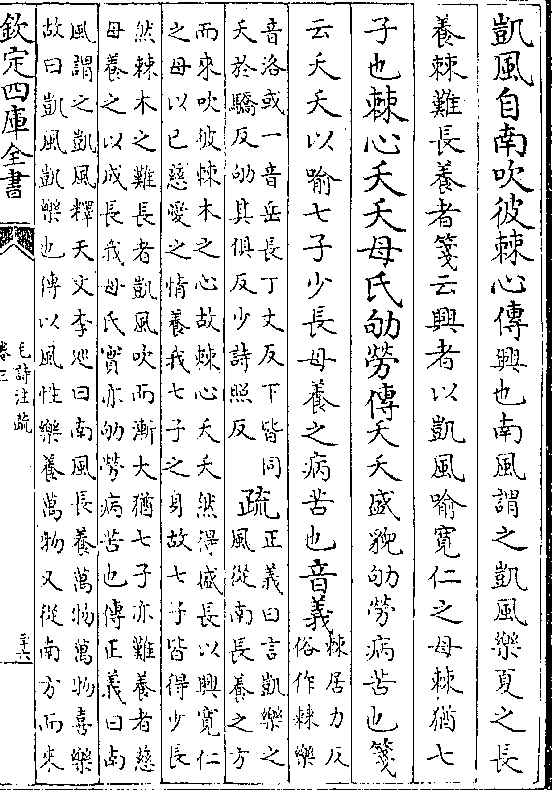 凱風自南吹彼棘心傳興也南風謂之凱風樂夏之長
養棘難長養者箋云興者以凱風喻寛仁之母棘猶七
子也棘心夭夭母氏劬勞傳夭夭盛貌劬勞病苦也箋
云夭夭以喻七子少長母養之病苦也音義
棘居力反
俗作棘樂
音洛或一音岳長丁丈反下皆同
夭於驕反劬其俱反少詩照反
疏
正義曰言凱樂之
風從南長養之方
而來吹彼棘木之心故棘心夭夭然得盛長以興寛仁
之母以已慈愛之情養我七子之身故七子皆得少長
然棘木之難長者凱風吹而漸大猶七子亦難養者慈
母養之以成長我母氏實亦劬勞病苦也傳正義曰南
風謂之凱風釋天文李廵曰南風長養萬物萬物喜樂
故曰凱風凱樂也傳以風性樂養萬物又從南方而來
欽定四庫全書
毛詩注疏
卷三
三六